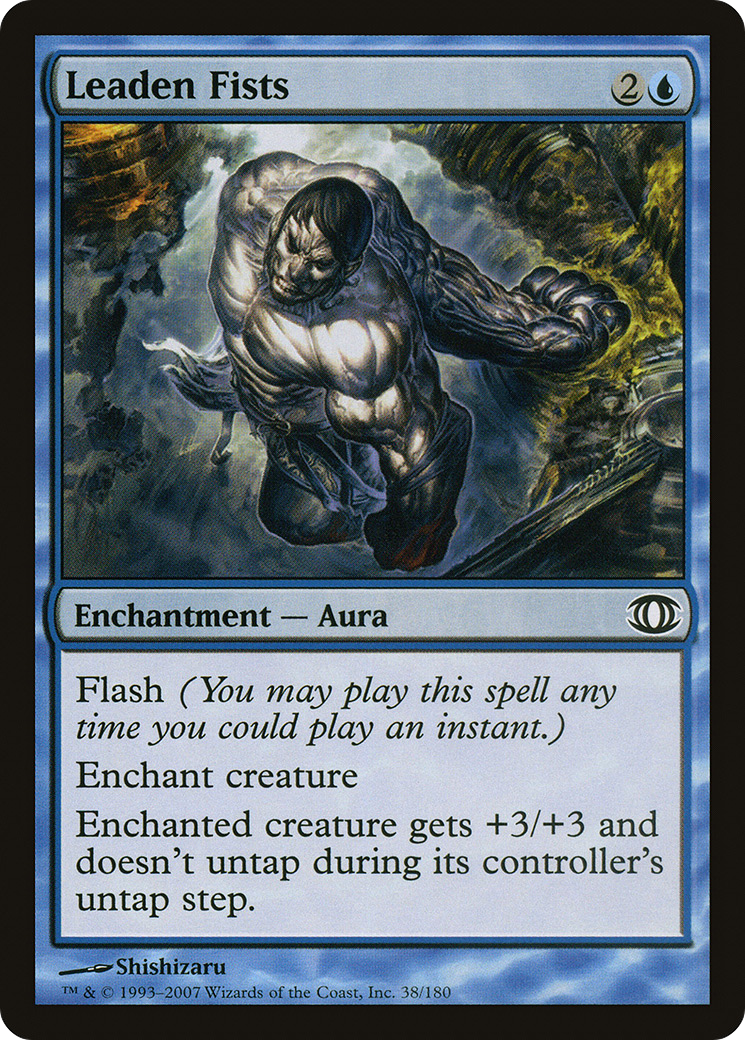 Leaden Fists 2
Enchantment — Aura
Flash (You may play this spell any
time you could play an instant.)
Enchant creature
Enchanted creature gets +3/+3 and
doesn't untap during its controller's
untap step.
Shishizaru
™ & © 1993–2007 Wizards of the Coast, Inc. 38/180